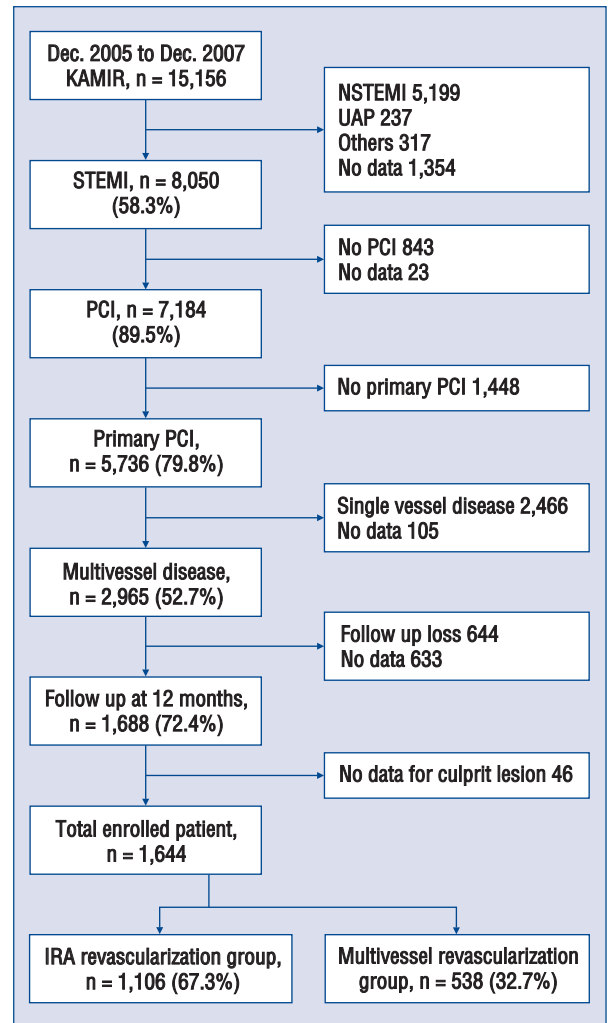 Dec. 2005 to Dec. 2007
KAMIR, n = 15,156
NSTEMI 5,199
UAP 237
Others 317
No data 1,354
STEMI, n = 8,050
(58.3%)
No PCI 843
No data 23
PCI, n = 7,184
(89.5%)
No primary PCI 1,448
Primary PCI,
n = 5,736 (79.8%)
Single vessel disease 2,466
No data 105
Multivessel disease,
n = 2,965 (52.7%)
Follow up loss 644
No data 633
Follow up at 12 months,
n = 1,688 (72.4%)
No data for culprit lesion 46
Total enrolled patient,
n = 1,644
IRA revascularization group,
n = 1,106 (67.3%)
Multivessel revascularization
group, n = 538 (32.7%)